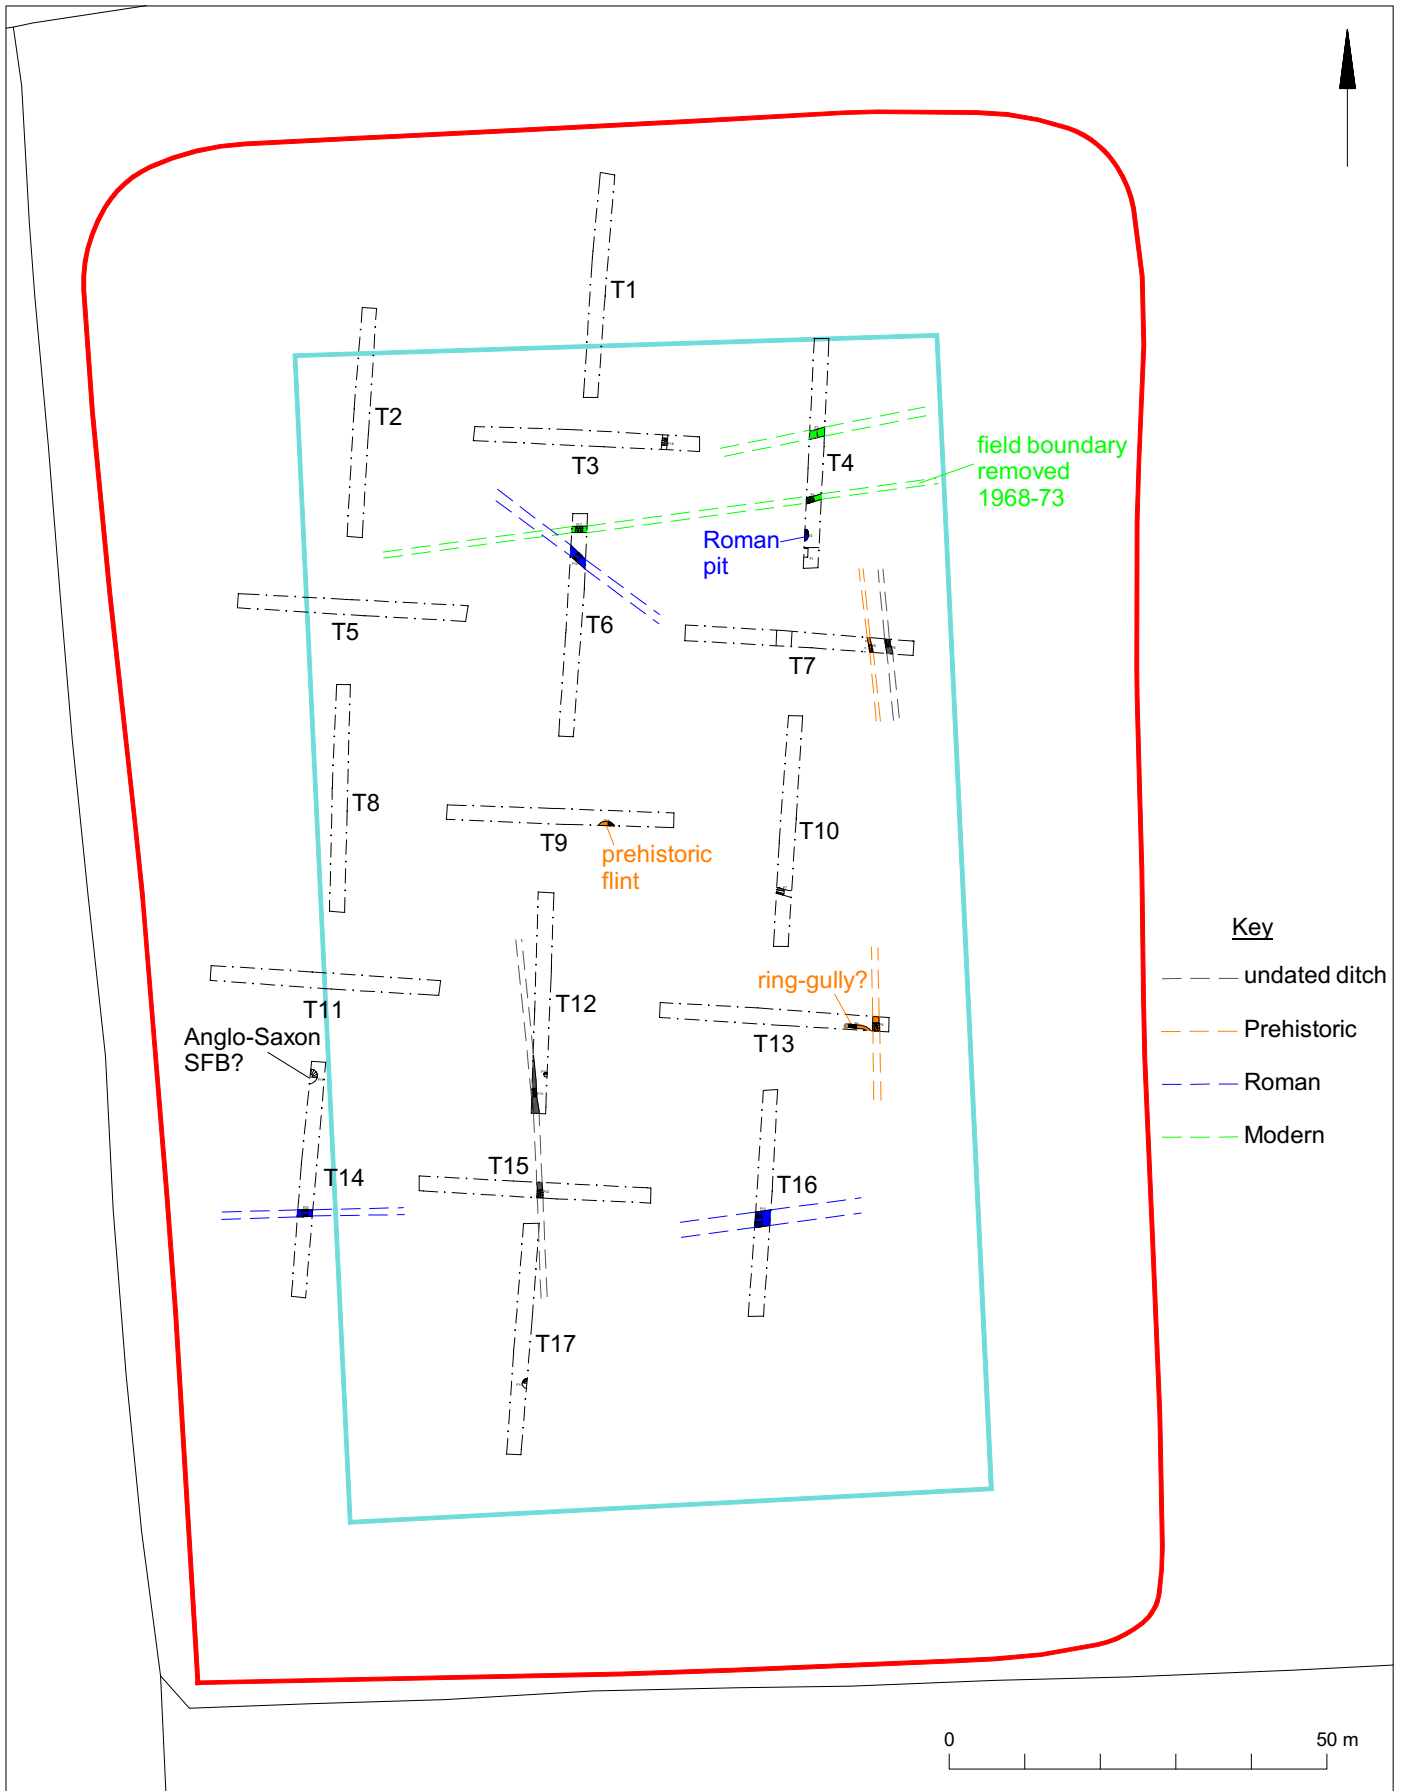 T1
T2
T3
T4
field boundary
removed
1968-73
Roman
pit
T5
T6
T7
T8
T9
prehistoric
flint
T10
Key
undated ditch
Prehistoric
Roman
Modern
ring-gully?
T11
T12
T13
Anglo-Saxon
SFB?
T14
T15
T16
T17
0
50 m